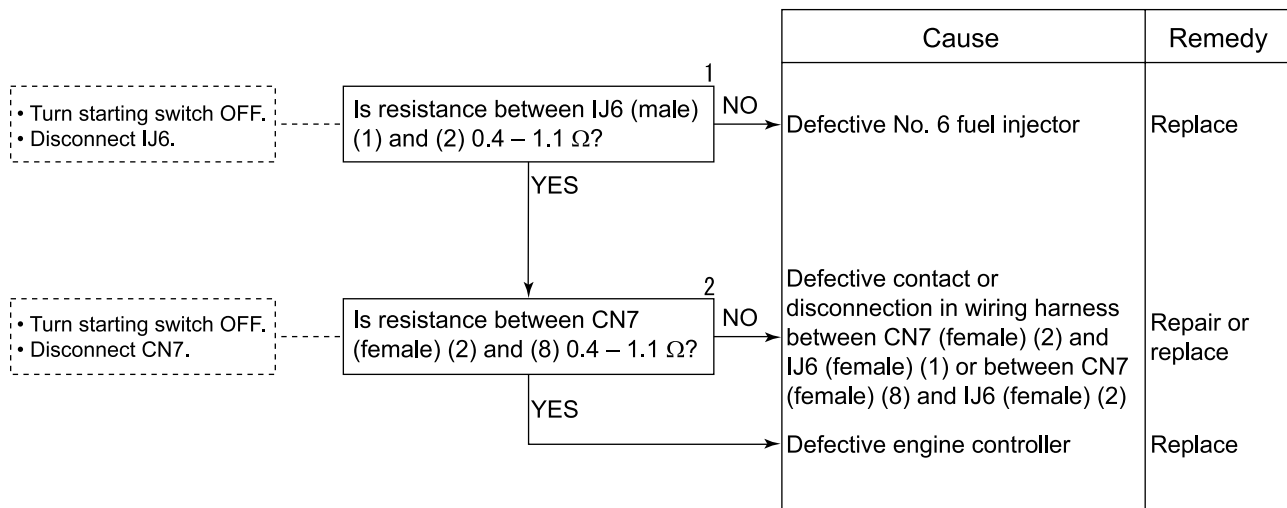 Cause
Remedy
1
• Turn starting switch OFF.
• Disconnect IJ6.
Is resistance between IJ6 (male)
(1) and (2) 0.4 – 1.1 Ω?
NO
Defective No. 6 fuel injector
Replace
YES
2
• Turn starting switch OFF.
• Disconnect CN7.
Is resistance between CN7
(female) (2) and (8) 0.4 – 1.1 Ω?
NO
Defective contact or
disconnection in wiring harness
between CN7 (female) (2) and
IJ6 (female) (1) or between CN7
(female) (8) and IJ6 (female) (2)
Repair or
replace
YES
Defective engine controller
Replace